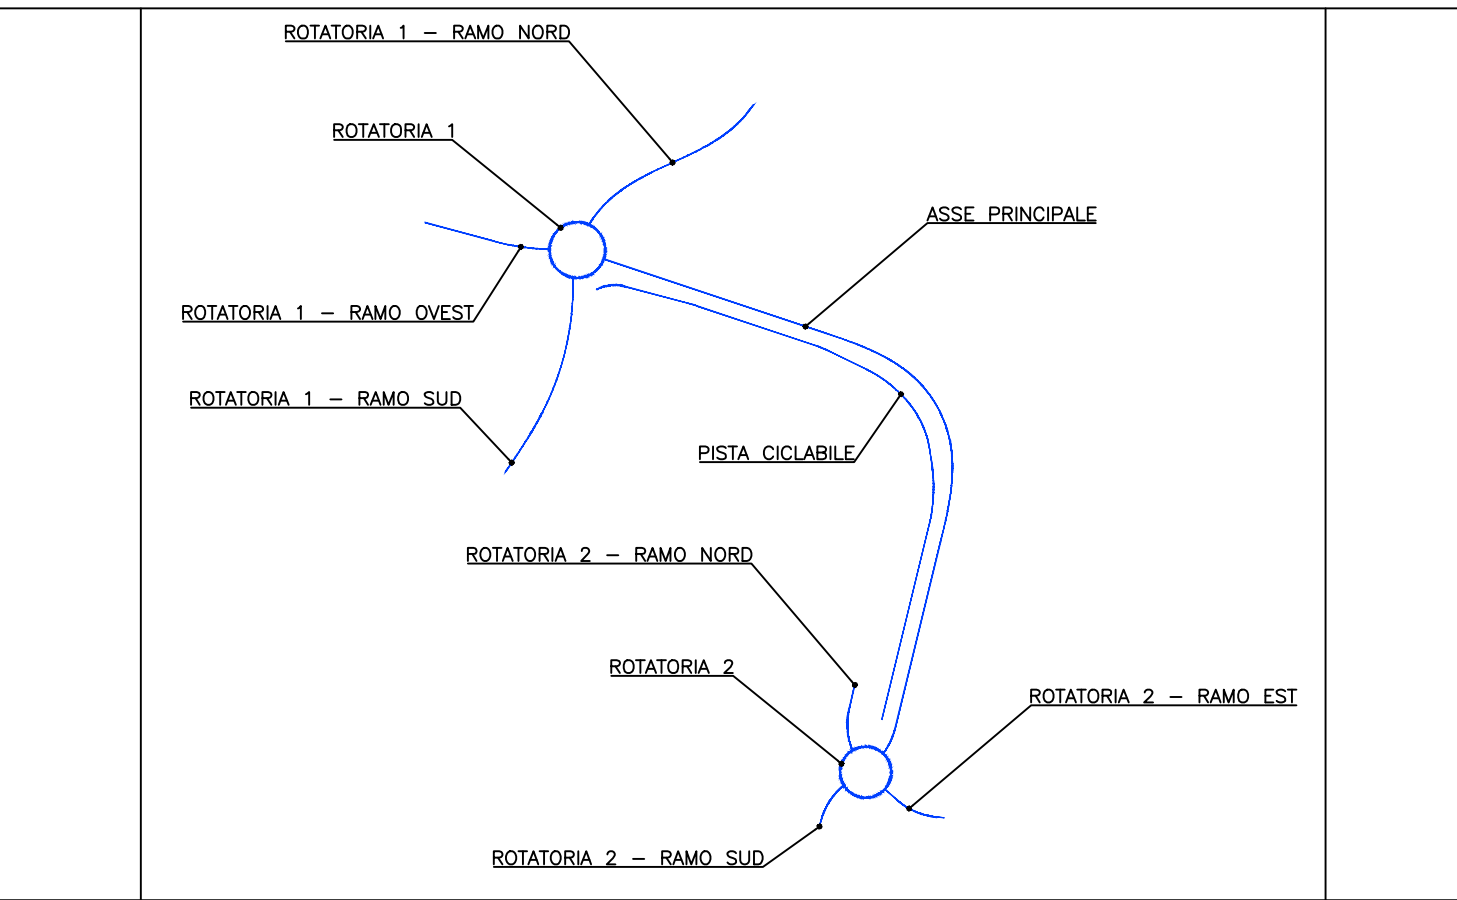 ROTATORIA 1 – RAMO NORD
ROTATORIA 1
ASSE PRINCIPALE
ROTATORIA 1 – RAMO OVEST
ROTATORIA 1 – RAMO SUD
PISTA CICLABILE
ROTATORIA 2 – RAMO NORD
ROTATORIA 2
ROTATORIA 2 – RAMO EST
ROTATORIA 2 – RAMO SUD